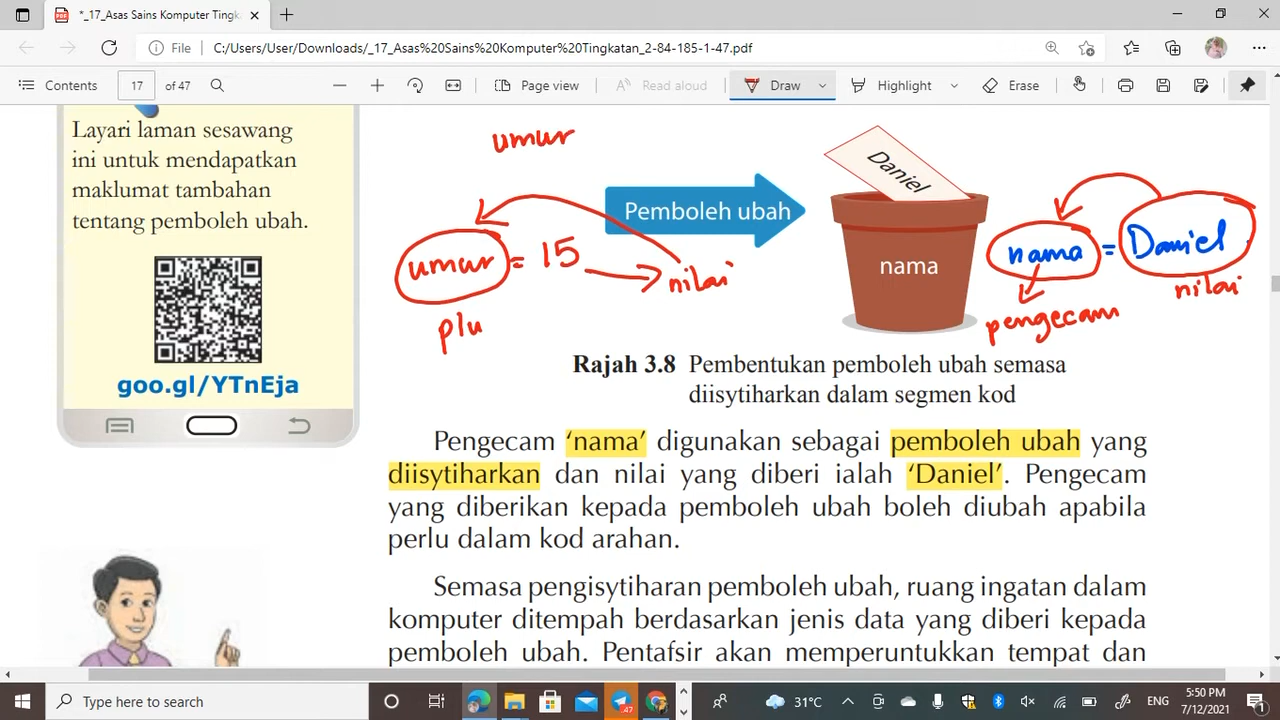 *_17_Asas Sains Komputer Tingk
File C:/Users/User/Downloads/_17_Asas%20Sains%20Komputer%20Tingkatan_2-84-185-1-47.pdf
Contents 17 of 47 Page view Read aloud Draw Highlight Erase
Layari laman sesawang
ini untuk mendapatkan
maklumat tambahan
tentang pemboleh ubah.
goo.gl/YTnEja
umur
Daniel
Pemboleh ubah
nama
umur = 15
nilai
plu
nama = Daniel
nilai
pengecam
Rajah 3.8 Pembentukan pemboleh ubah semasa
diisytiharkan dalam segmen kod
Pengecam ‘nama’ digunakan sebagai pemboleh ubah yang
diisytiharkan dan nilai yang diberi ialah ‘Daniel’. Pengecam
yang diberikan kepada pemboleh ubah boleh diubah apabila
perlu dalam kod arahan.
Semasa pengisytiharan pemboleh ubah, ruang ingatan dalam
komputer ditempah berdasarkan jenis data yang diberi kepada
pemboleh ubah. Pentafsir akan memperuntukkan tempat dan
Type here to search 47 31°C ENG 5:50 PM
7/12/2021 1